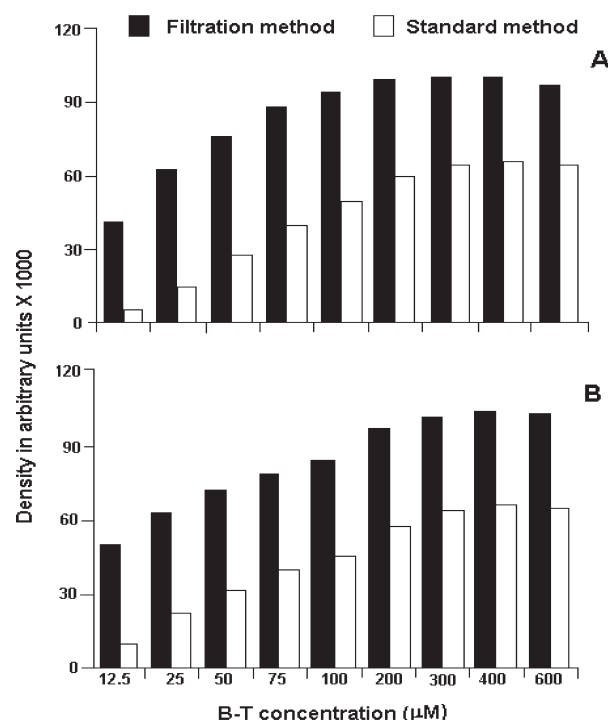 Filtration method Standard method
A
120
90
60
30
0
B
120
90
60
30
0
12.5 25 50 75 100 200 300 400 600
Density in arbitrary units X 1000
B-T concentration (µM)